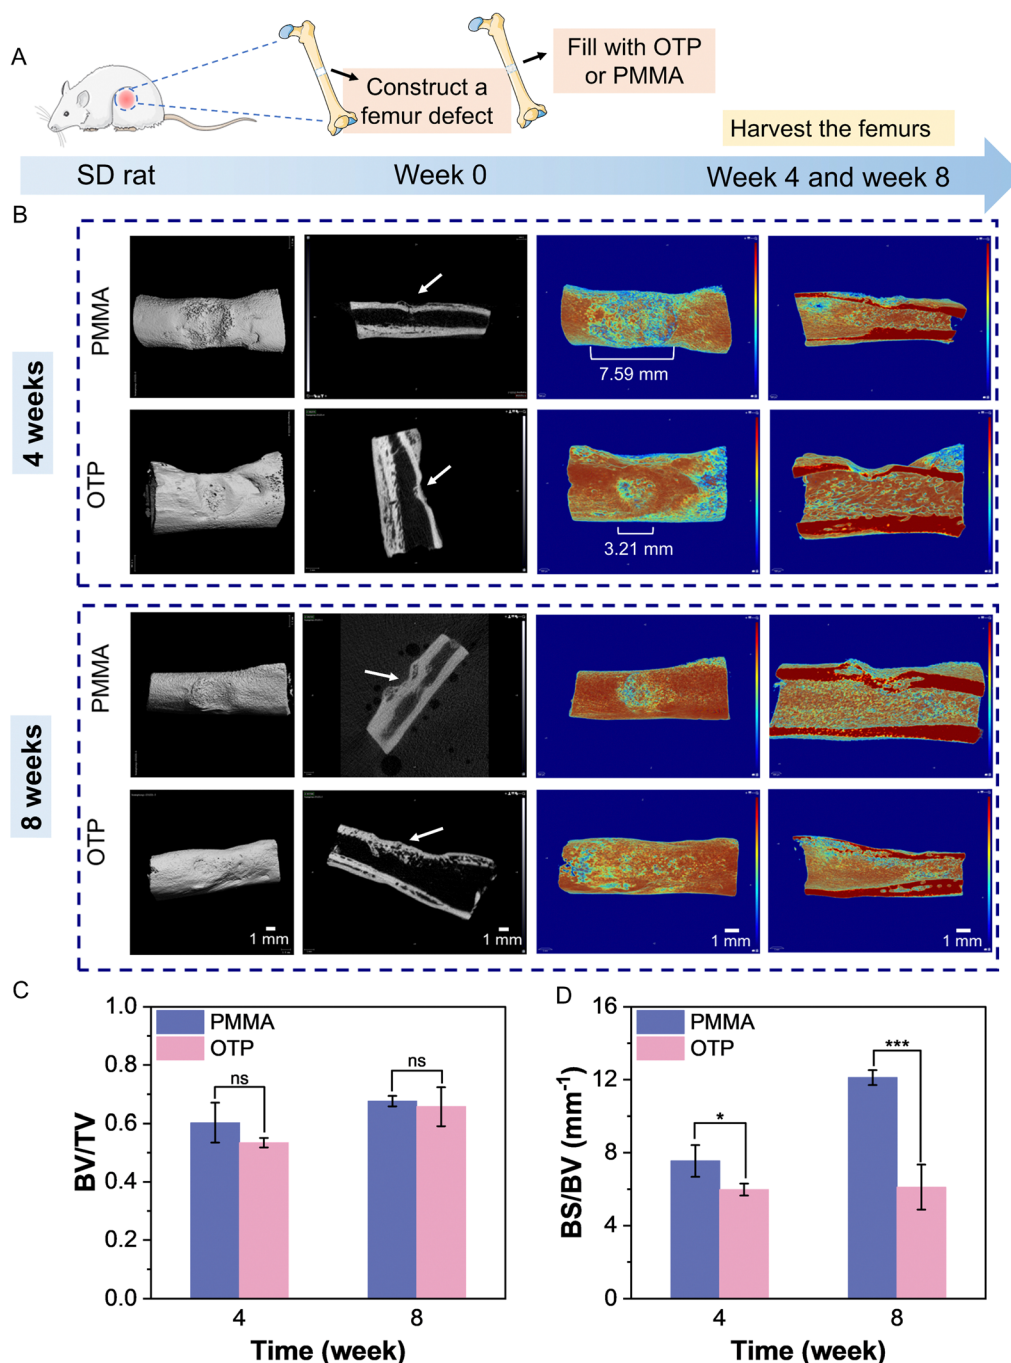 A
Construct a
femur defect
Fill with OTP
or PMMA
Harvest the femurs
SD rat
Week 0
Week 4 and week 8
B
4 weeks
PMMA
7.59 mm
OTP
3.21 mm
8 weeks
PMMA
OTP
1 mm
1 mm
1 mm
1 mm
C
1.0
0.8
0.6
0.4
0.2
0.0
BV/TV
PMMA
OTP
ns
ns
4
8
Time (week)
D
16
12
8
4
0
BS/BV (mm⁻¹)
PMMA
OTP
*
***
4
8
Time (week)